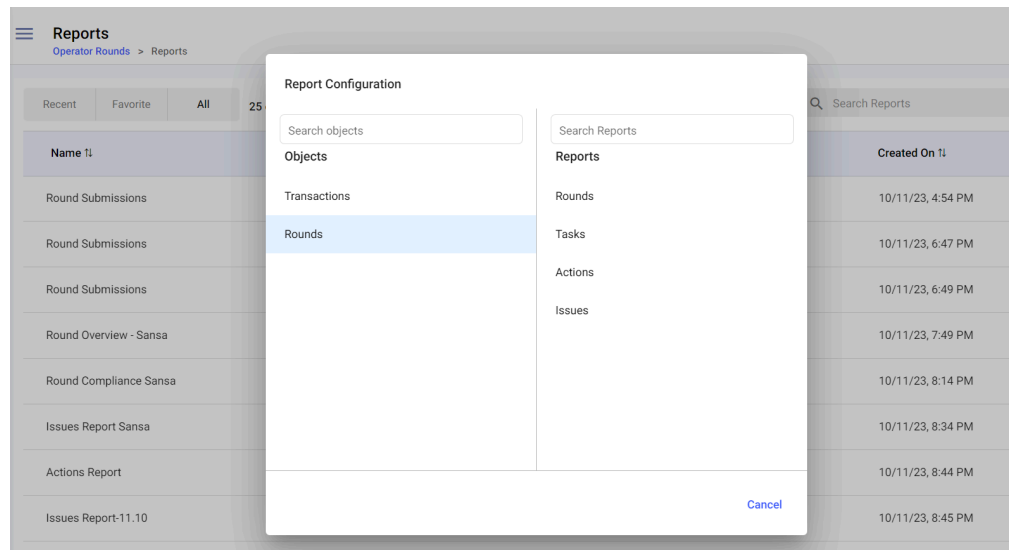 Reports
Operator Rounds > Reports
Recent Favorite All 25
Search Reports
Name Created On
Round Submissions 10/11/23, 4:54 PM
Round Submissions 10/11/23, 6:47 PM
Round Submissions 10/11/23, 6:49 PM
Round Overview - Sansa 10/11/23, 7:49 PM
Round Compliance Sansa 10/11/23, 8:14 PM
Issues Report Sansa 10/11/23, 8:34 PM
Actions Report 10/11/23, 8:44 PM
Issues Report-11.10 10/11/23, 8:45 PM
Report Configuration
Search objects
Objects
Transactions
Rounds
Search Reports
Reports
Rounds
Tasks
Actions
Issues
Cancel